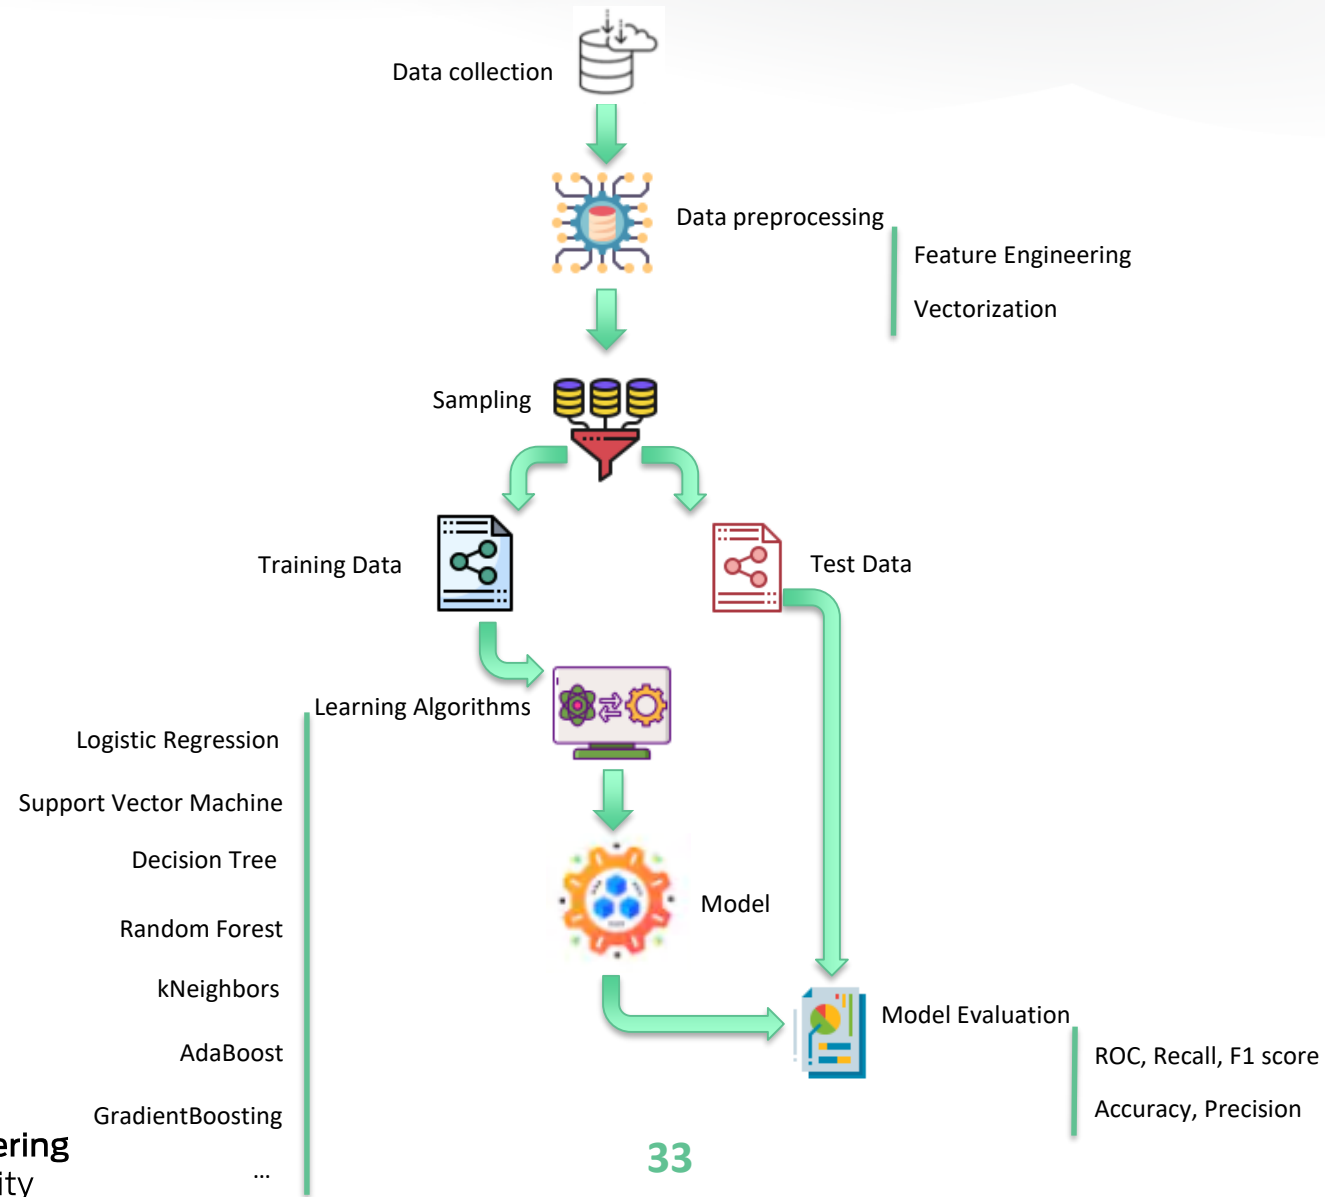 Data collection
Data preprocessing
Feature Engineering
Vectorization
Sampling
Training Data
Test Data
Learning Algorithms
Logistic Regression
Support Vector Machine
Decision Tree
Random Forest
kNeighbors
AdaBoost
GradientBoosting
...
Model
Model Evaluation
ROC, Recall, F1 score
Accuracy, Precision
ering
ity
33